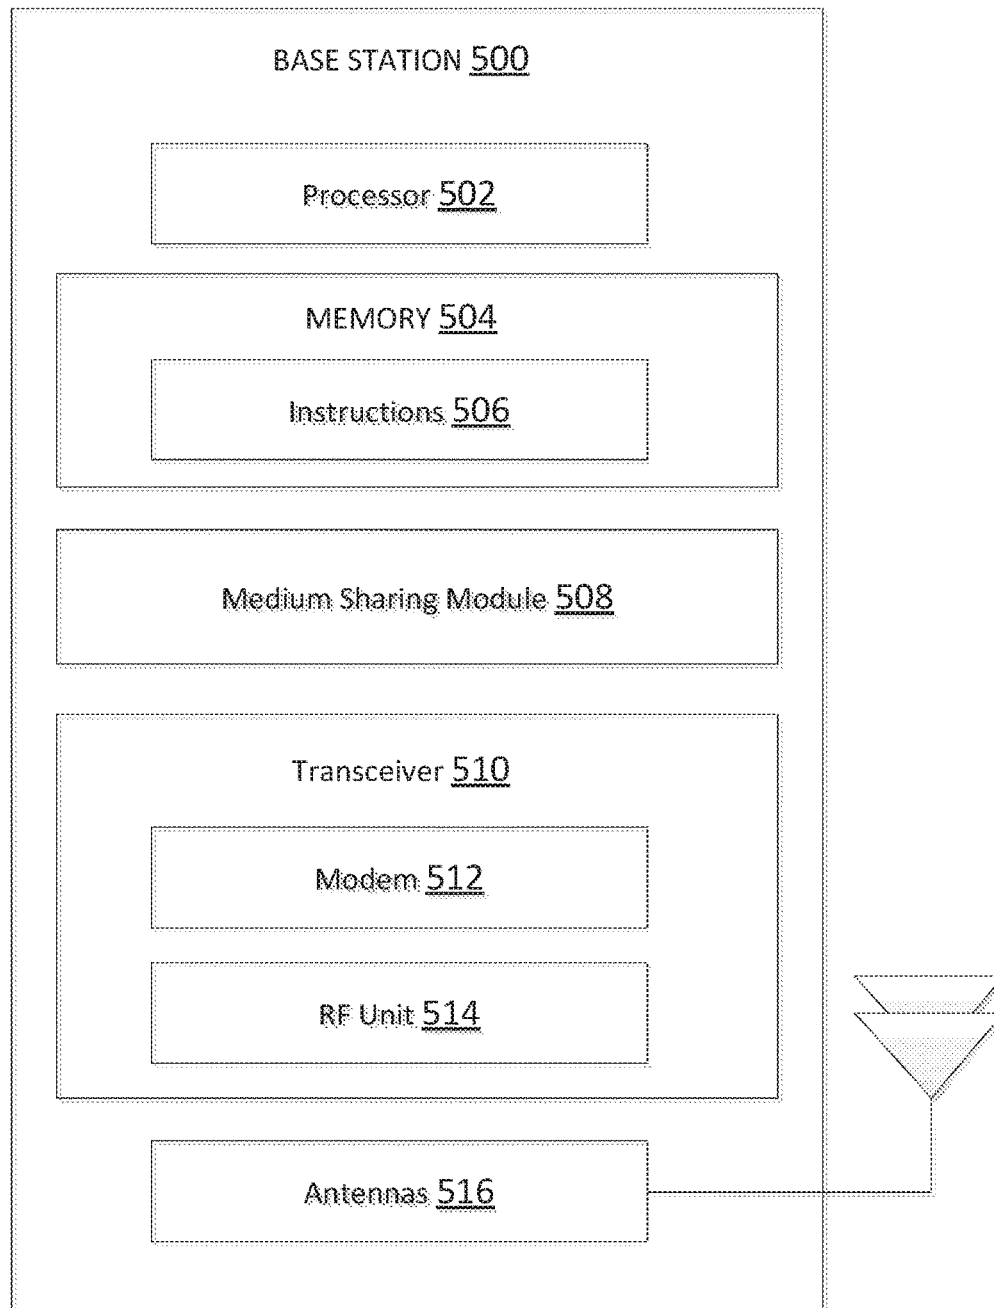 BASE STATION 500
Processor 502
MEMORY 504
Instructions 506
Medium Sharing Module 508
Transceiver 510
Modem 512
RF Unit 514
Antennas 516